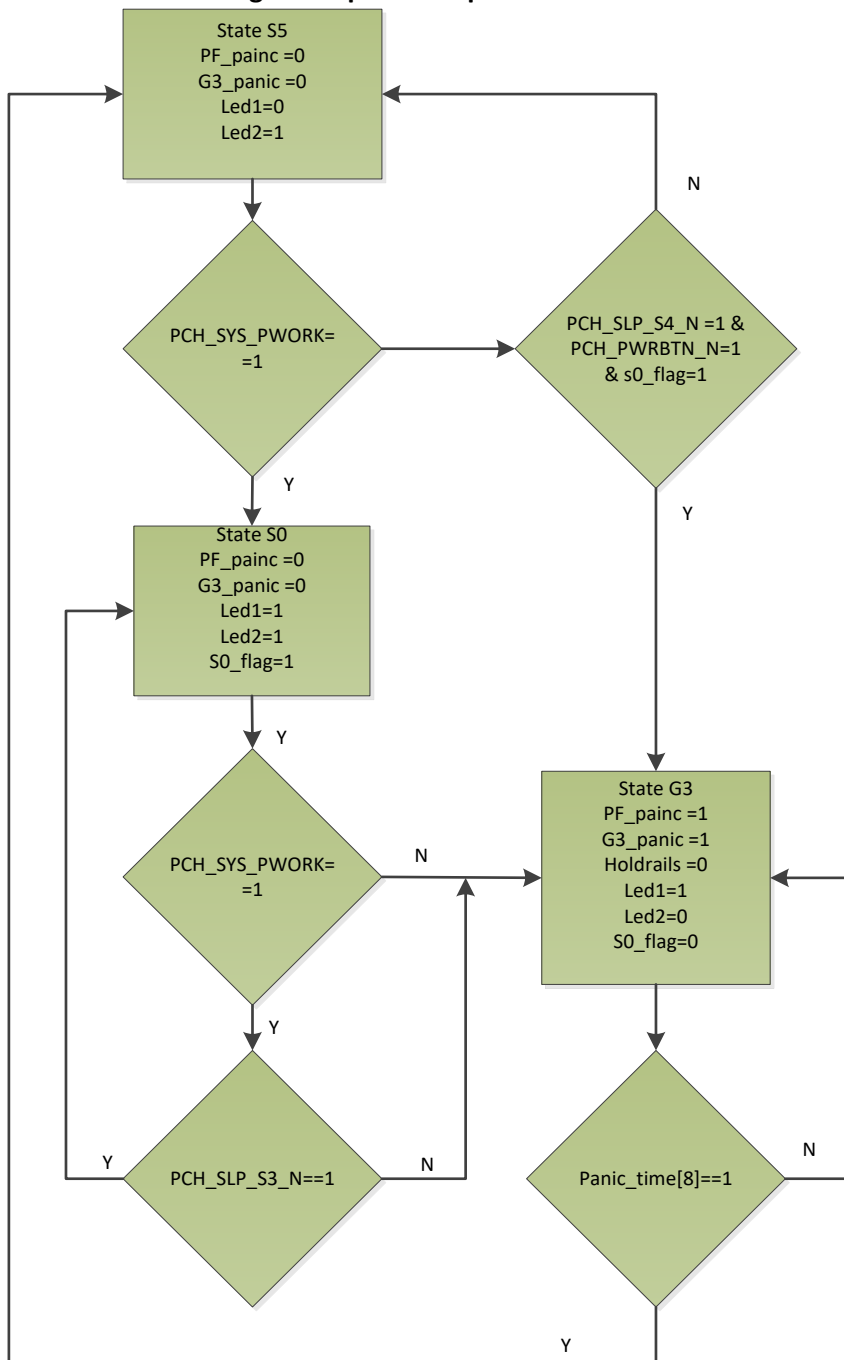 State S5
PF_painc =0
G3_panic =0
Led1=0
Led2=1
N
PCH_SYS_PWORK=
=1
PCH_SLP_S4_N =1 &
PCH_PWRBTN_N=1
& s0_flag=1
Y
Y
State S0
PF_painc =0
G3_panic =0
Led1=1
Led2=1
S0_flag=1
Y
State G3
PF_painc =1
G3_panic =1
Holdrails =0
Led1=1
Led2=0
S0_flag=0
PCH_SYS_PWORK=
=1
N
Y
PCH_SLP_S3_N==1
Y
N
Panic_time[8]==1
N
Y